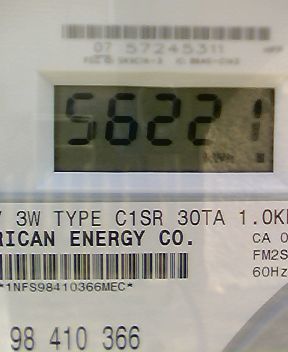 07 57245311
56221
3W TYPE C1SR 30TA 1.0K
RICAN ENERGY CO.
CA 0
FM2S
60Hz
*1NFS98410366MEC*
98 410 366